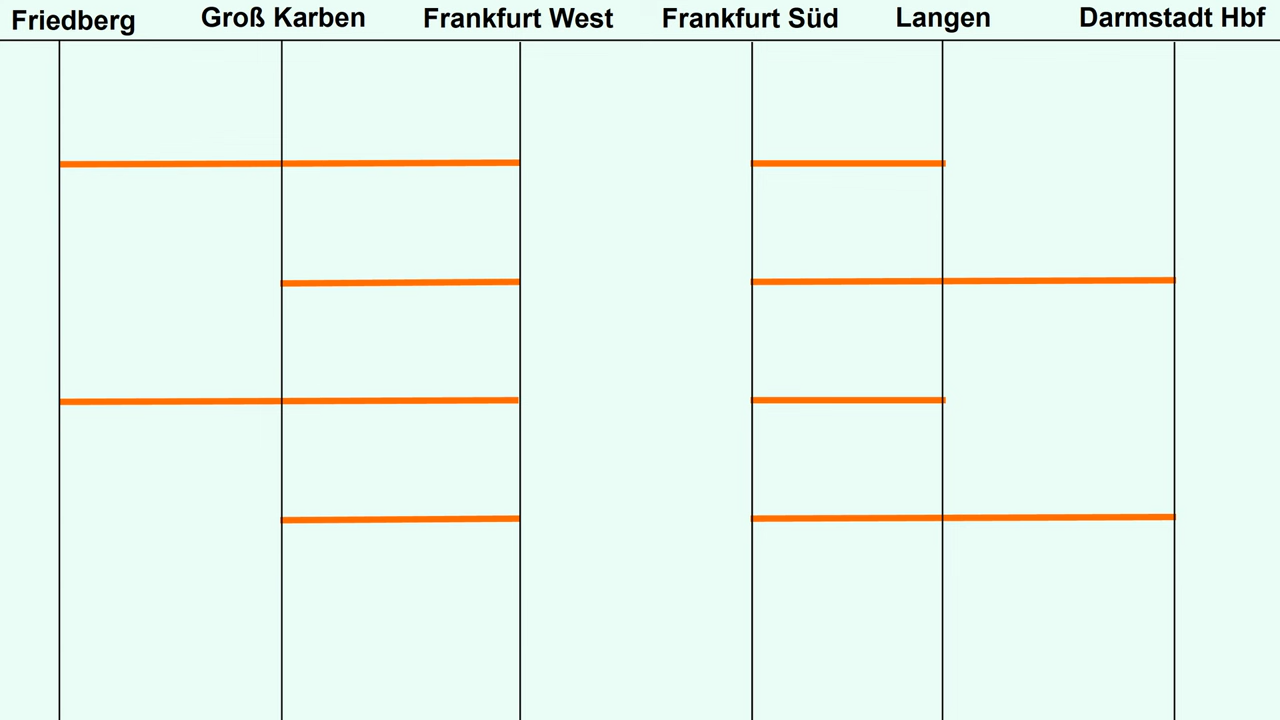 Friedberg
Groß Karben
Frankfurt West
Frankfurt Süd
Langen
Darmstadt Hbf